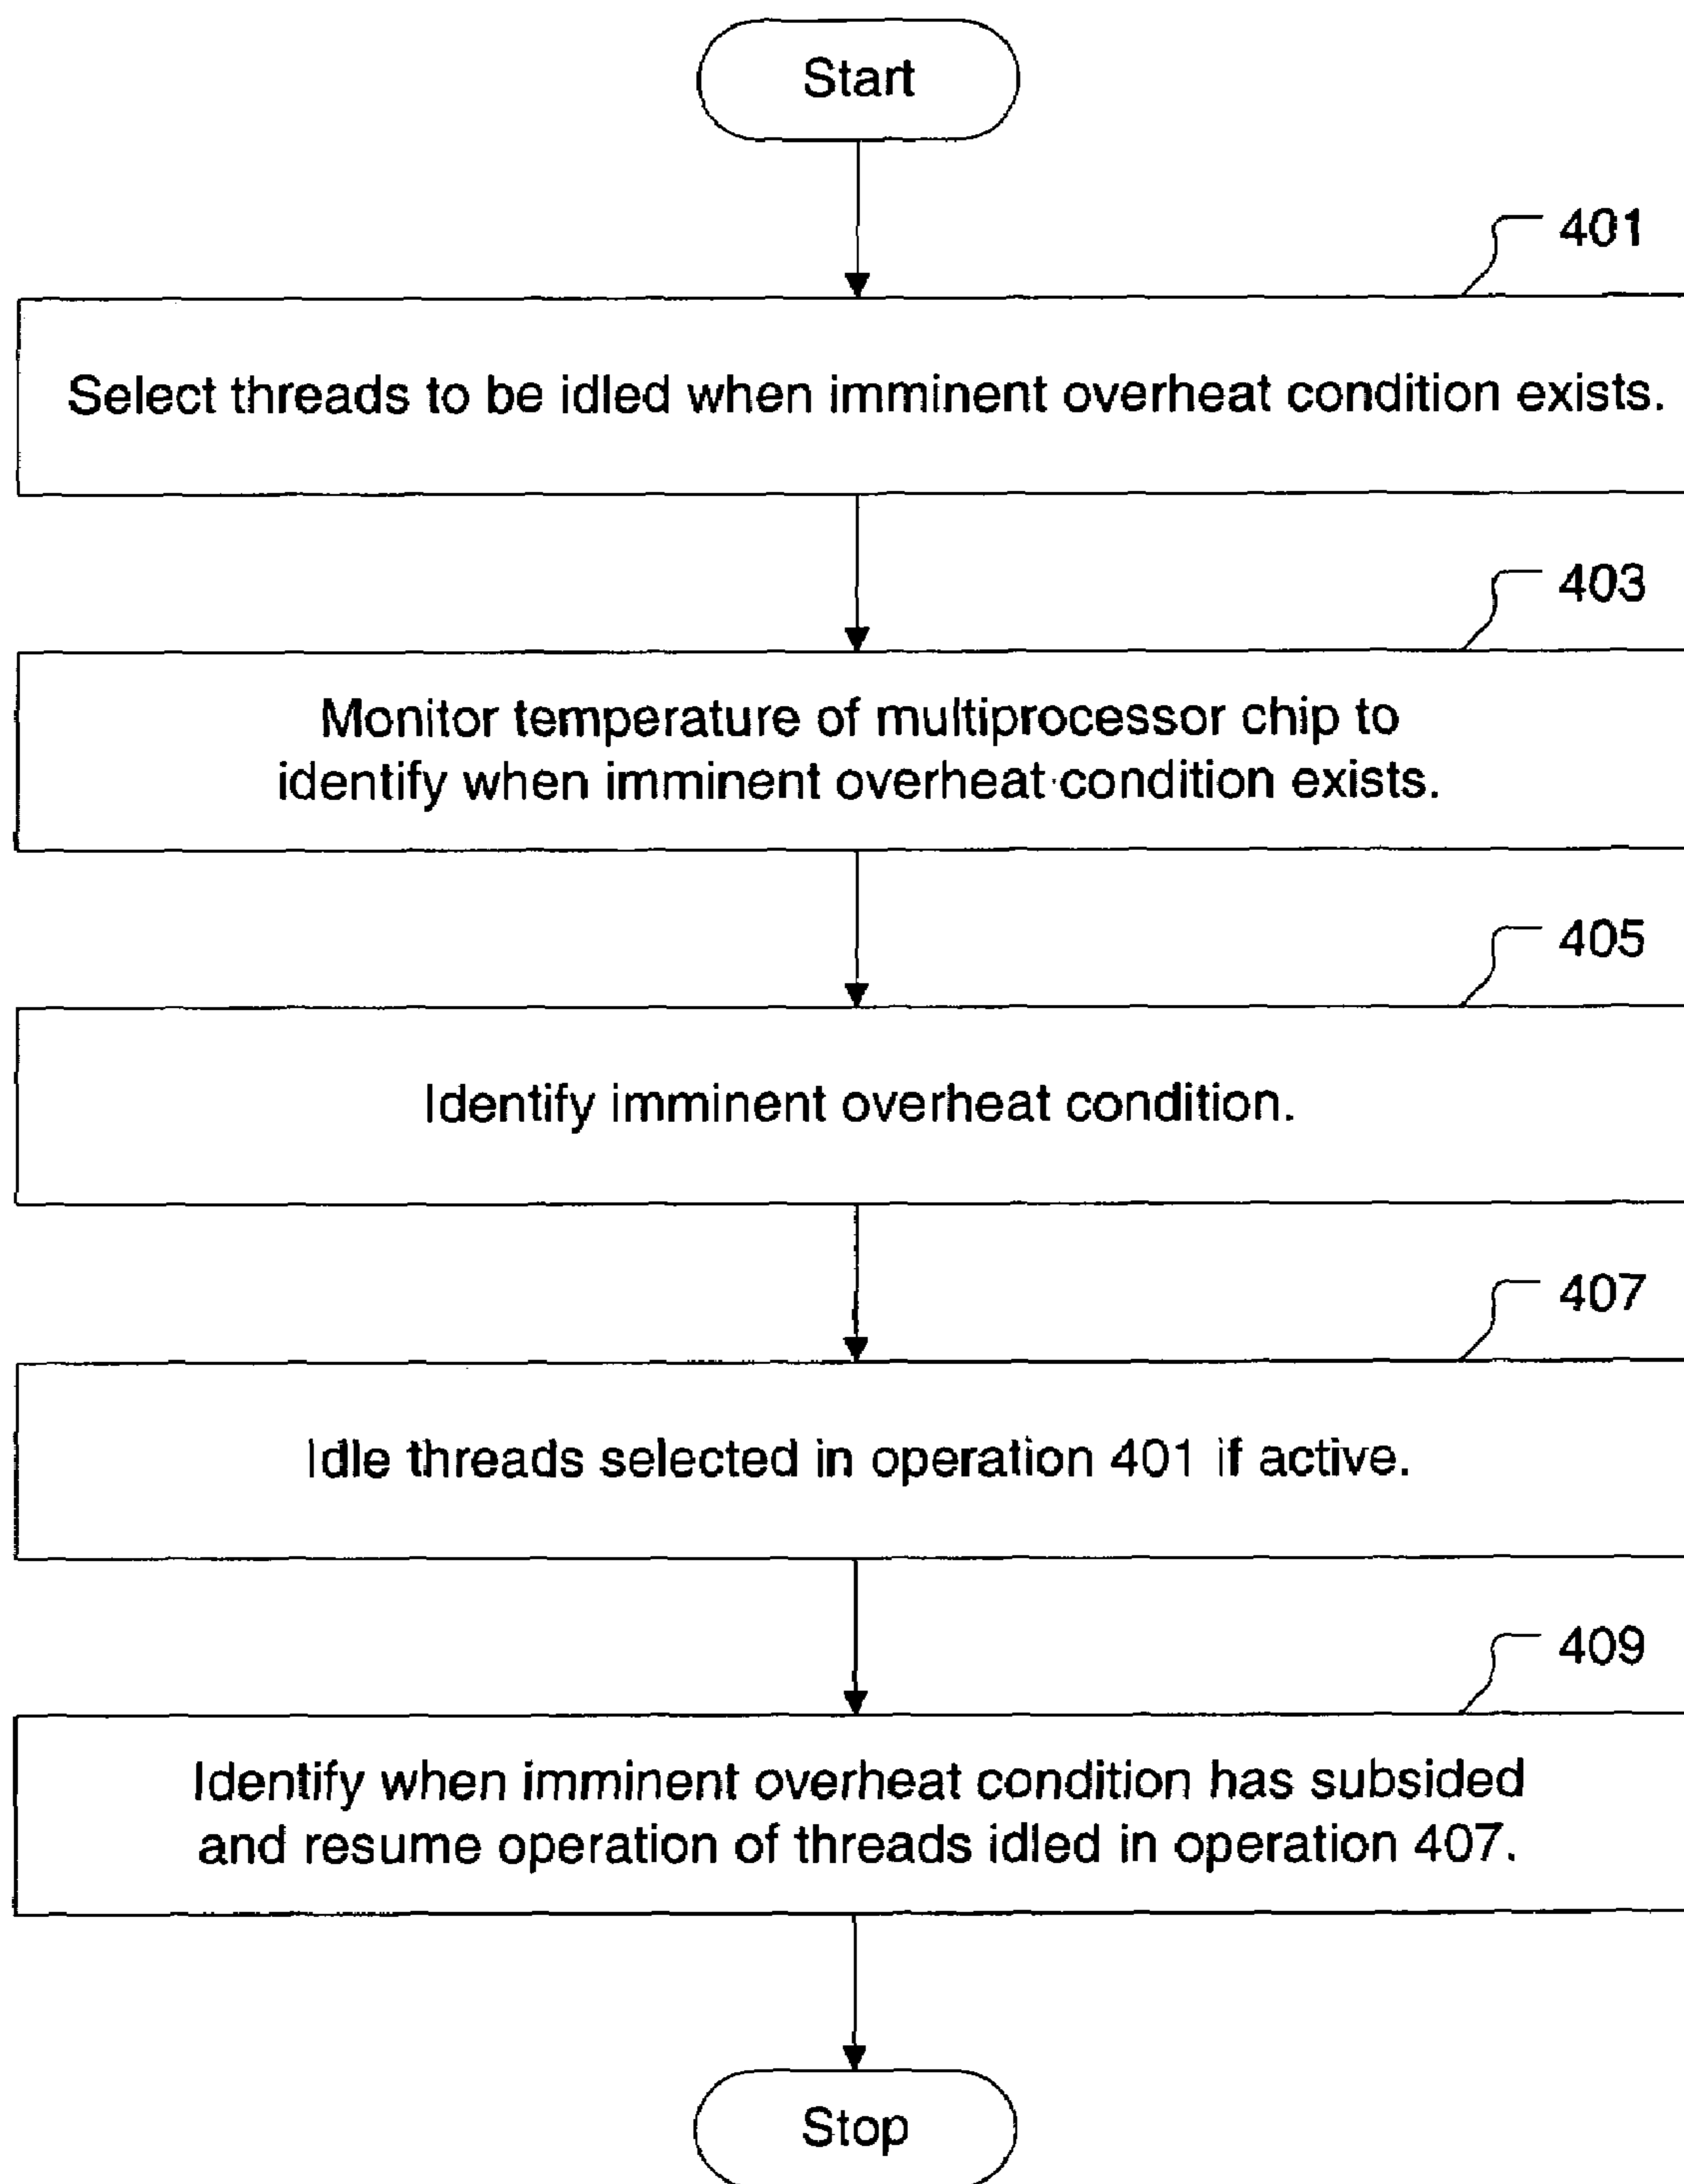 Start
401
Select threads to be idled when imminent overheat condition exists.
403
Monitor temperature of multiprocessor chip to
identify when imminent overheat condition exists.
405
Identify imminent overheat condition.
407
Idle threads selected in operation 401 if active.
409
Identify when imminent overheat condition has subsided
and resume operation of threads idled in operation 407.
Stop